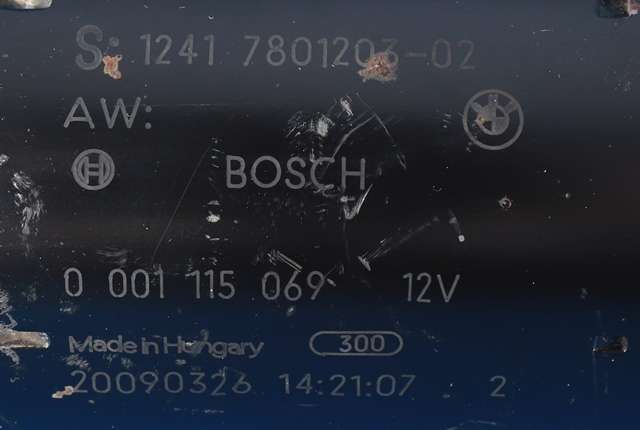 S: 1241 7801203-02
AW:
BOSCH
0 001 115 069 12V
Made in Hungary 300
20090326 14:21:07 2